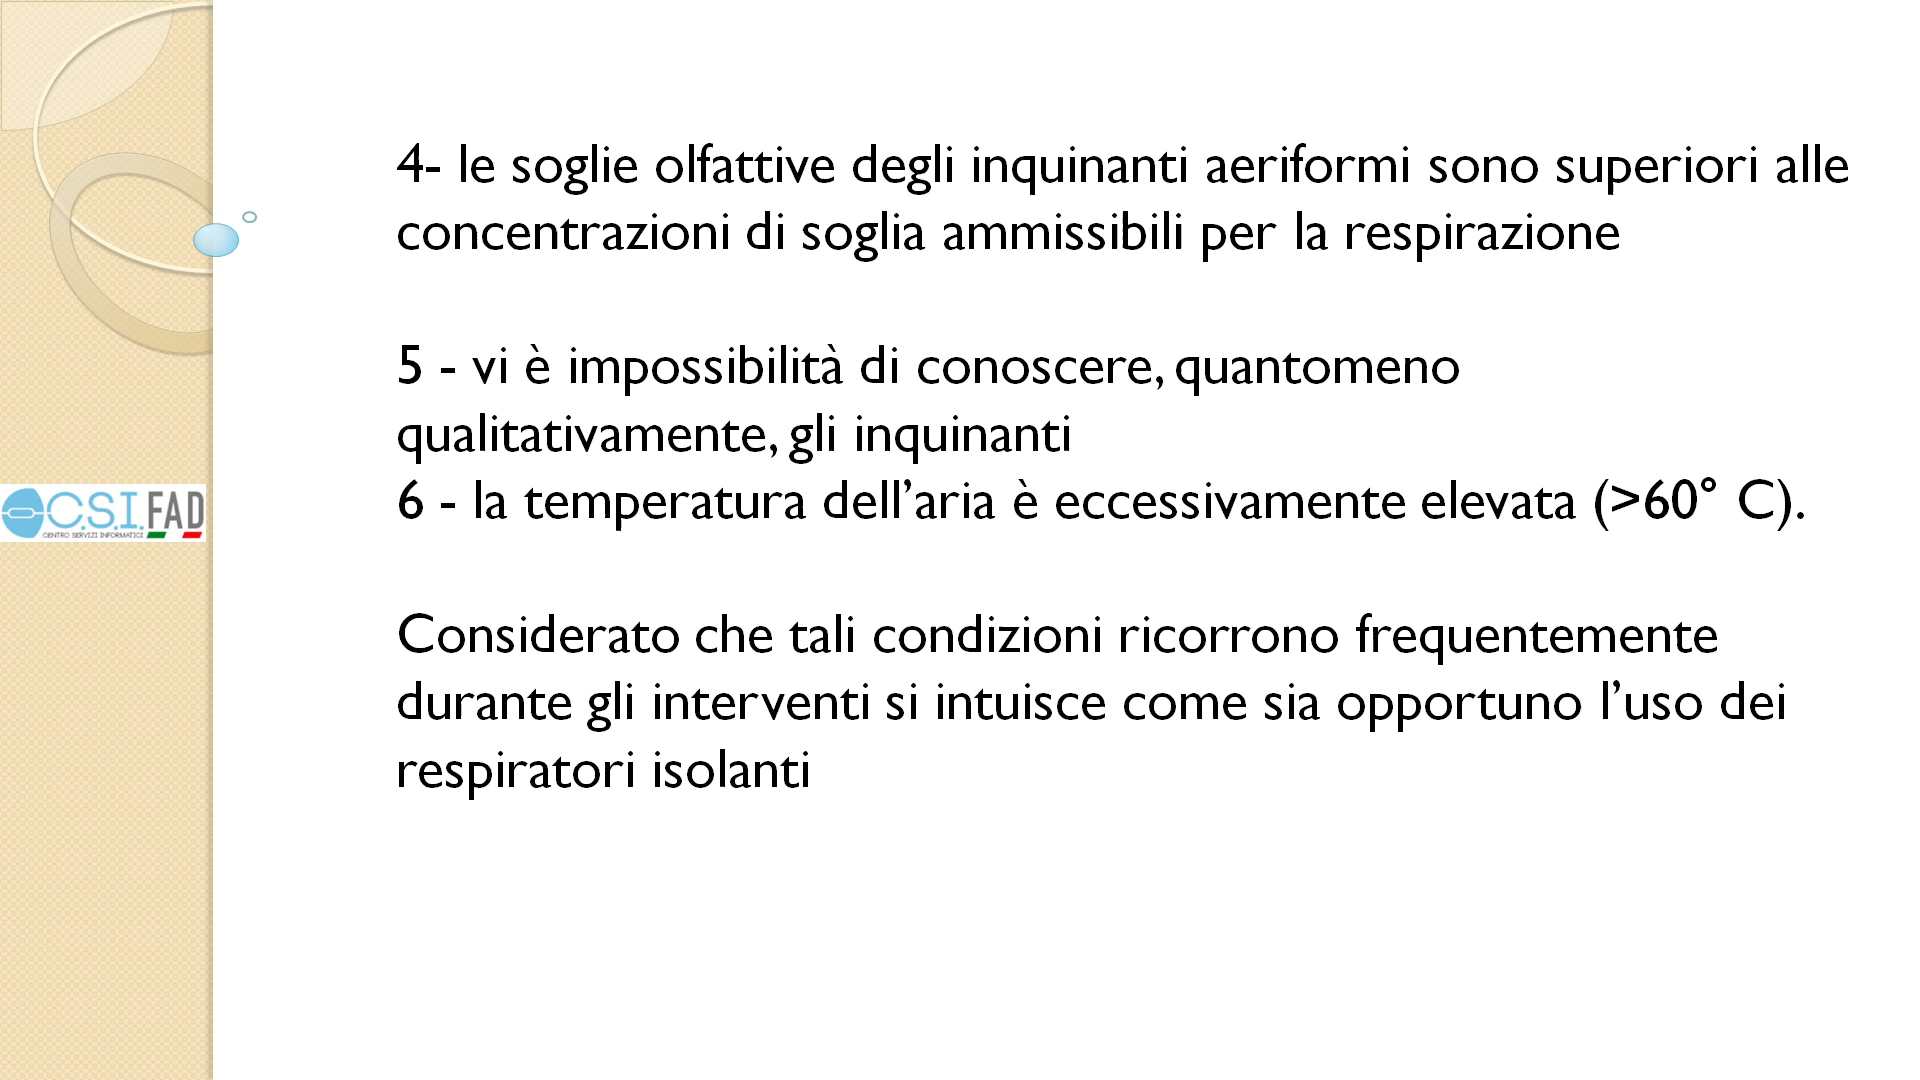 4- le soglie olfattive degli inquinanti aeriformi sono superiori alle
concentrazioni di soglia ammissibili per la respirazione
5 - vi è impossibilità di conoscere, quantomeno
qualitativamente, gli inquinanti
6 - la temperatura dell’aria è eccessivamente elevata (>60° C).
Considerato che tali condizioni ricorrono frequentemente
durante gli interventi si intuisce come sia opportuno l’uso dei
respiratori isolanti
C.S.I.FAD
CENTRO SERVIZI INFORMATICI